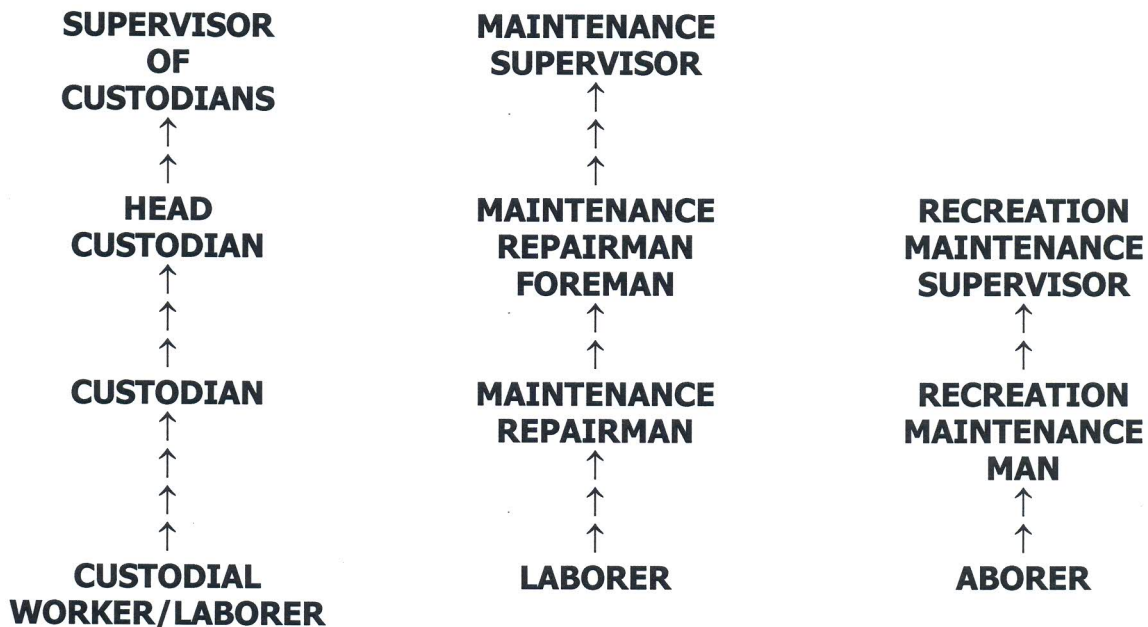 SUPERVISOR
OF
CUSTODIANS
↑
↑
HEAD
CUSTODIAN
↑
↑
↑
CUSTODIAN
↑
↑
↑
↑
CUSTODIAL
WORKER/LABORER
MAINTENANCE
SUPERVISOR
↑
↑
↑
MAINTENANCE
REPAIRMAN
FOREMAN
↑
↑
MAINTENANCE
REPAIRMAN
↑
↑
↑
LABORER
RECREATION
MAINTENANCE
SUPERVISOR
↑
↑
RECREATION
MAINTENANCE
MAN
↑
↑
ABORER